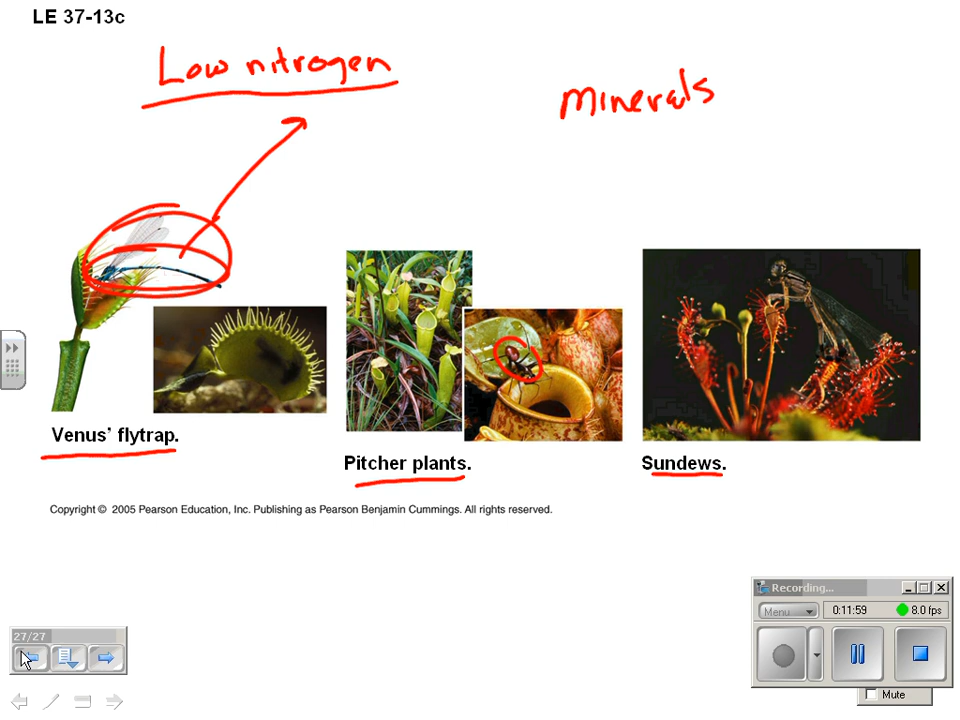 LE 37-13c
Low nitrogen
Minerals
Venus' flytrap.
Pitcher plants.
Sundews.
Copyright © 2005 Pearson Education, Inc. Publishing as Pearson Benjamin Cummings. All rights reserved.
Recording...
Menu
0:11:59
8.0 fps
27/27
Mute